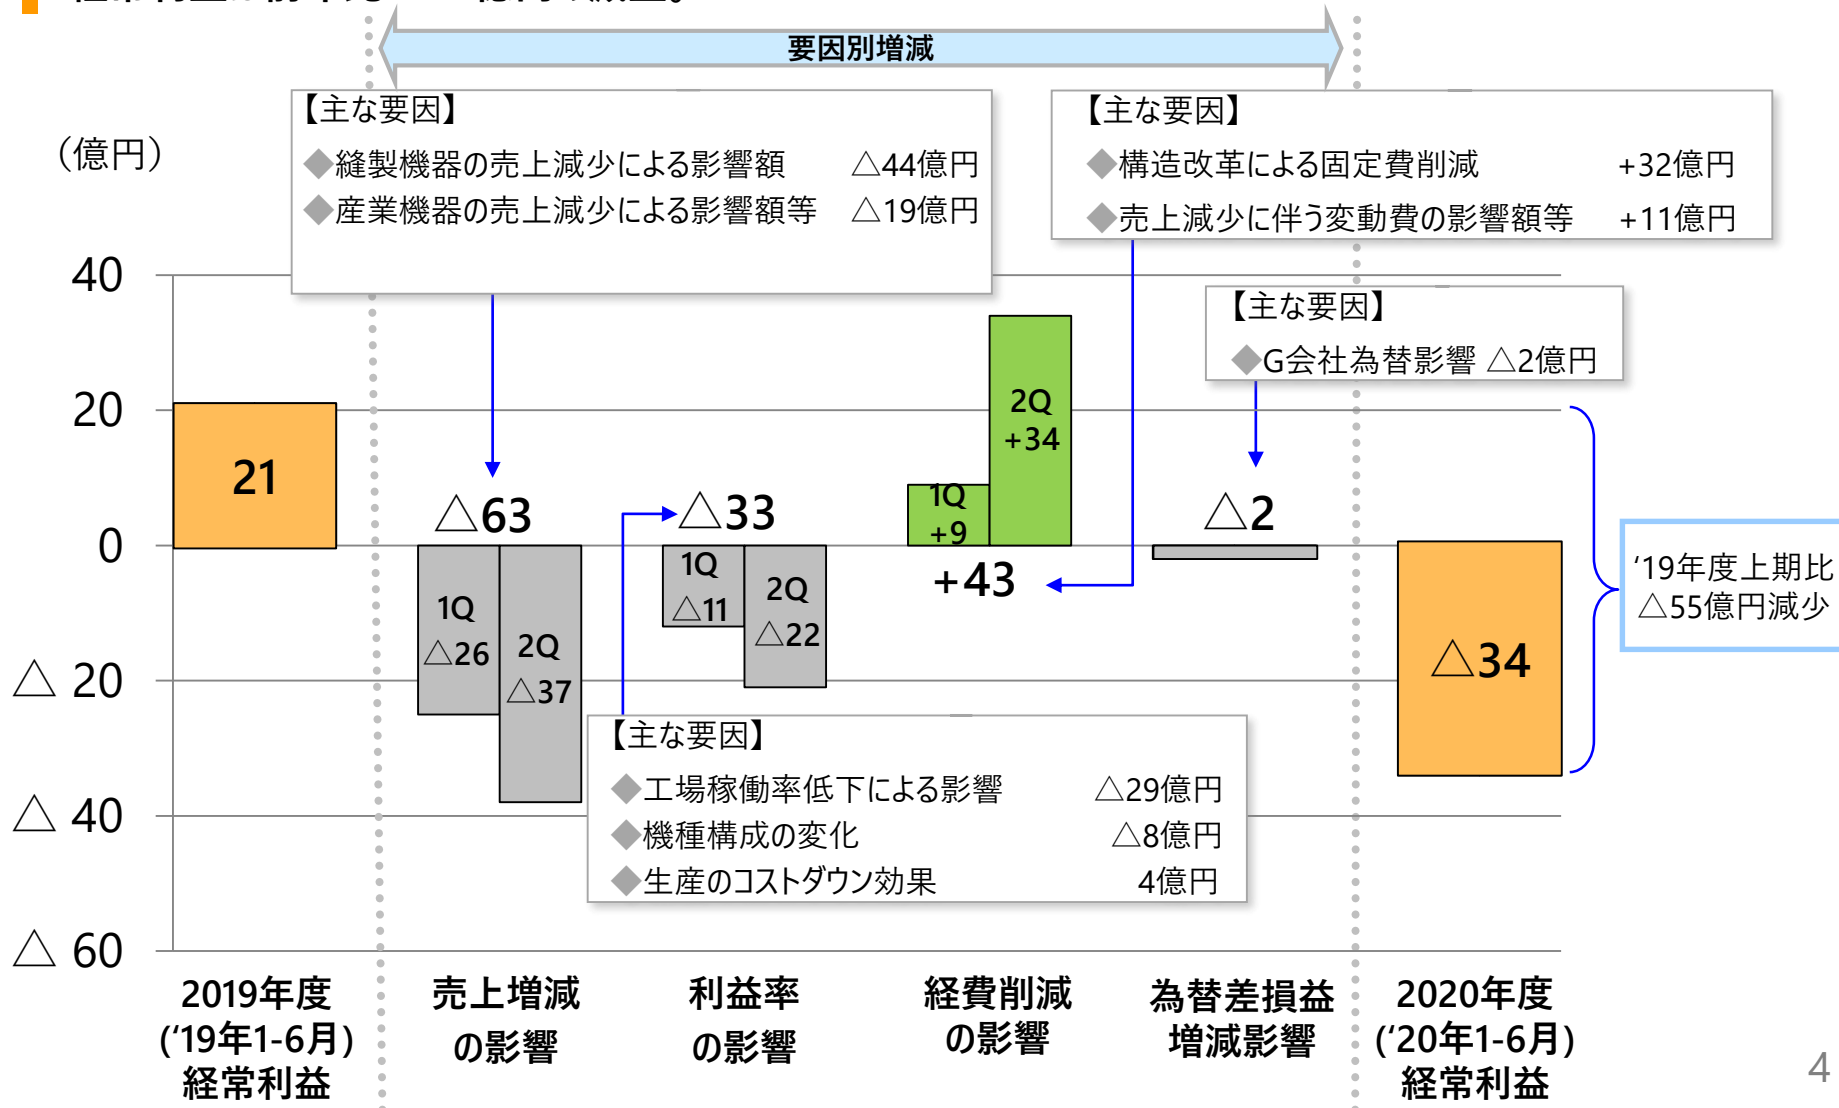 要因別増減
(億円)
【主な要因】
◆縫製機器の売上減少による影響額 △44億円
◆産業機器の売上減少による影響額等 △19億円
【主な要因】
◆構造改革による固定費削減 +32億円
◆売上減少に伴う変動費の影響額等 +11億円
【主な要因】
◆G会社為替影響 △2億円
40
20
0
△ 20
△ 40
△ 60
21
△63
1Q
△26
2Q
△37
△33
1Q
△11
2Q
△22
1Q
+9
2Q
+34
+43
△2
△34
‘19年度上期比
△55億円減少
【主な要因】
◆工場稼働率低下による影響 △29億円
◆機種構成の変化 △8億円
◆生産のコストダウン効果 4億円
2019年度
(‘19年1-6月)
経常利益
売上増減
の影響
利益率
の影響
経費削減
の影響
為替差損益
増減影響
2020年度
(‘20年1-6月)
経常利益
4